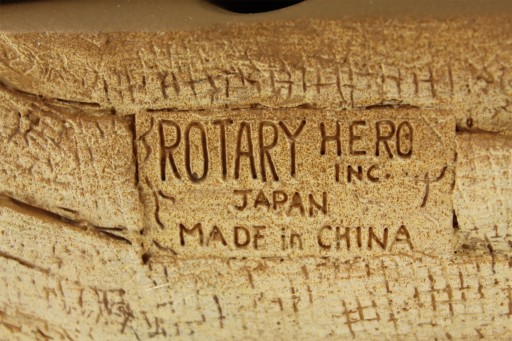 ROTARY HERO
INC.
JAPAN
MADE in CHINA